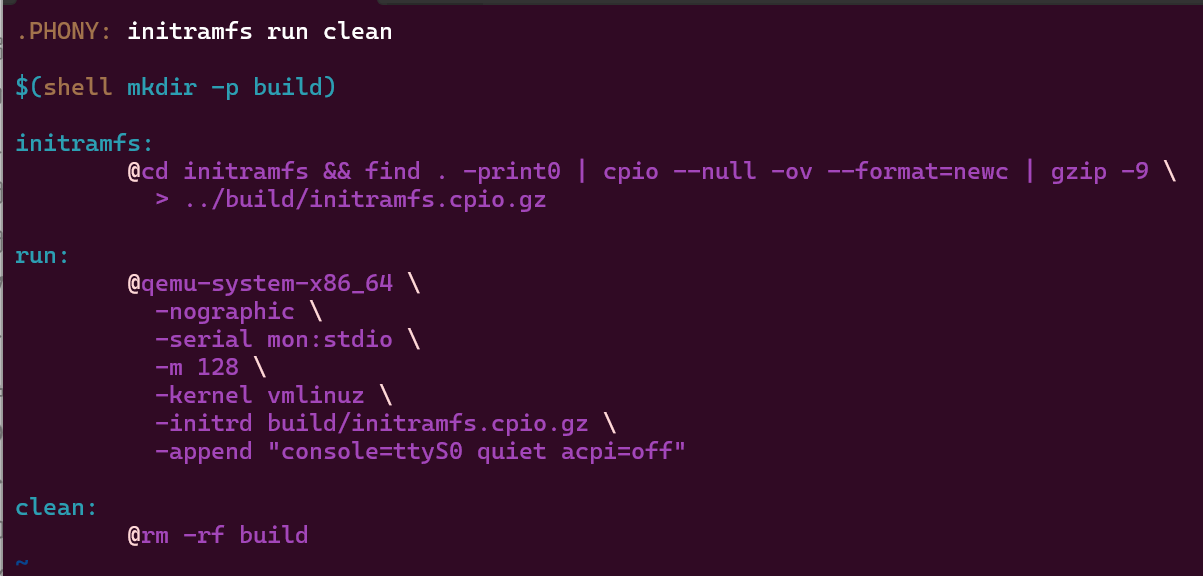 .PHONY: initramfs run clean

$(shell mkdir -p build)

initramfs:
        @cd initramfs && find . -print0 | cpio --null -ov --format=newc | gzip -9 \
          > ../build/initramfs.cpio.gz

run:
        @qemu-system-x86_64 \
          -nographic \
          -serial mon:stdio \
          -m 128 \
          -kernel vmlinuz \
          -initrd build/initramfs.cpio.gz \
          -append "console=ttyS0 quiet acpi=off"

clean:
        @rm -rf build
~